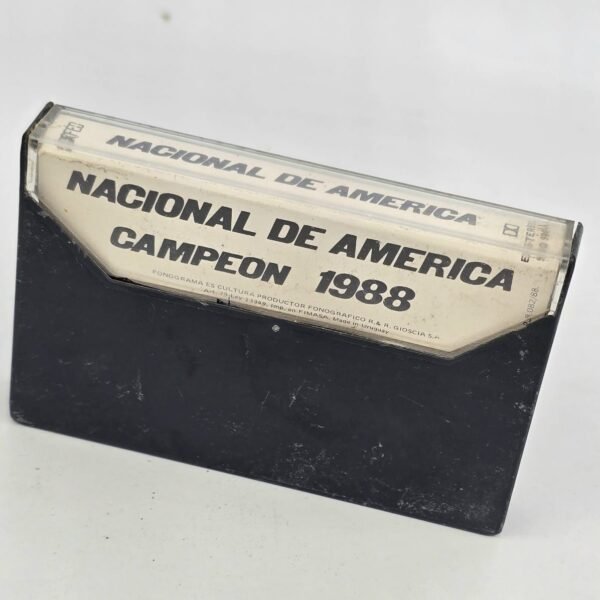 NACIONAL DE AMERICA
NACIONAL DE AMERICA
CAMPEON 1988
FONOGRAMA ES CULTURA PRODUCTOR FONOGRAFICO R. & R. GIOSCIA S.A.
Made in Uruguay